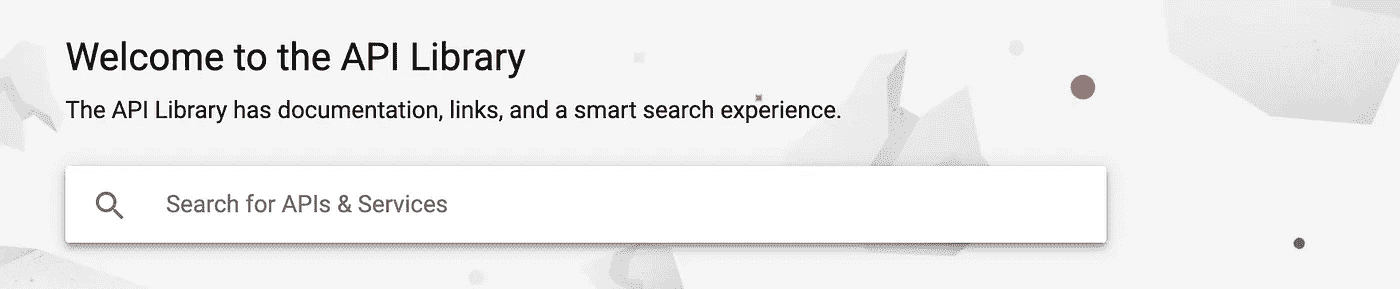 Welcome to the API Library
The API Library has documentation, links, and a smart search experience.
Search for APIs & Services